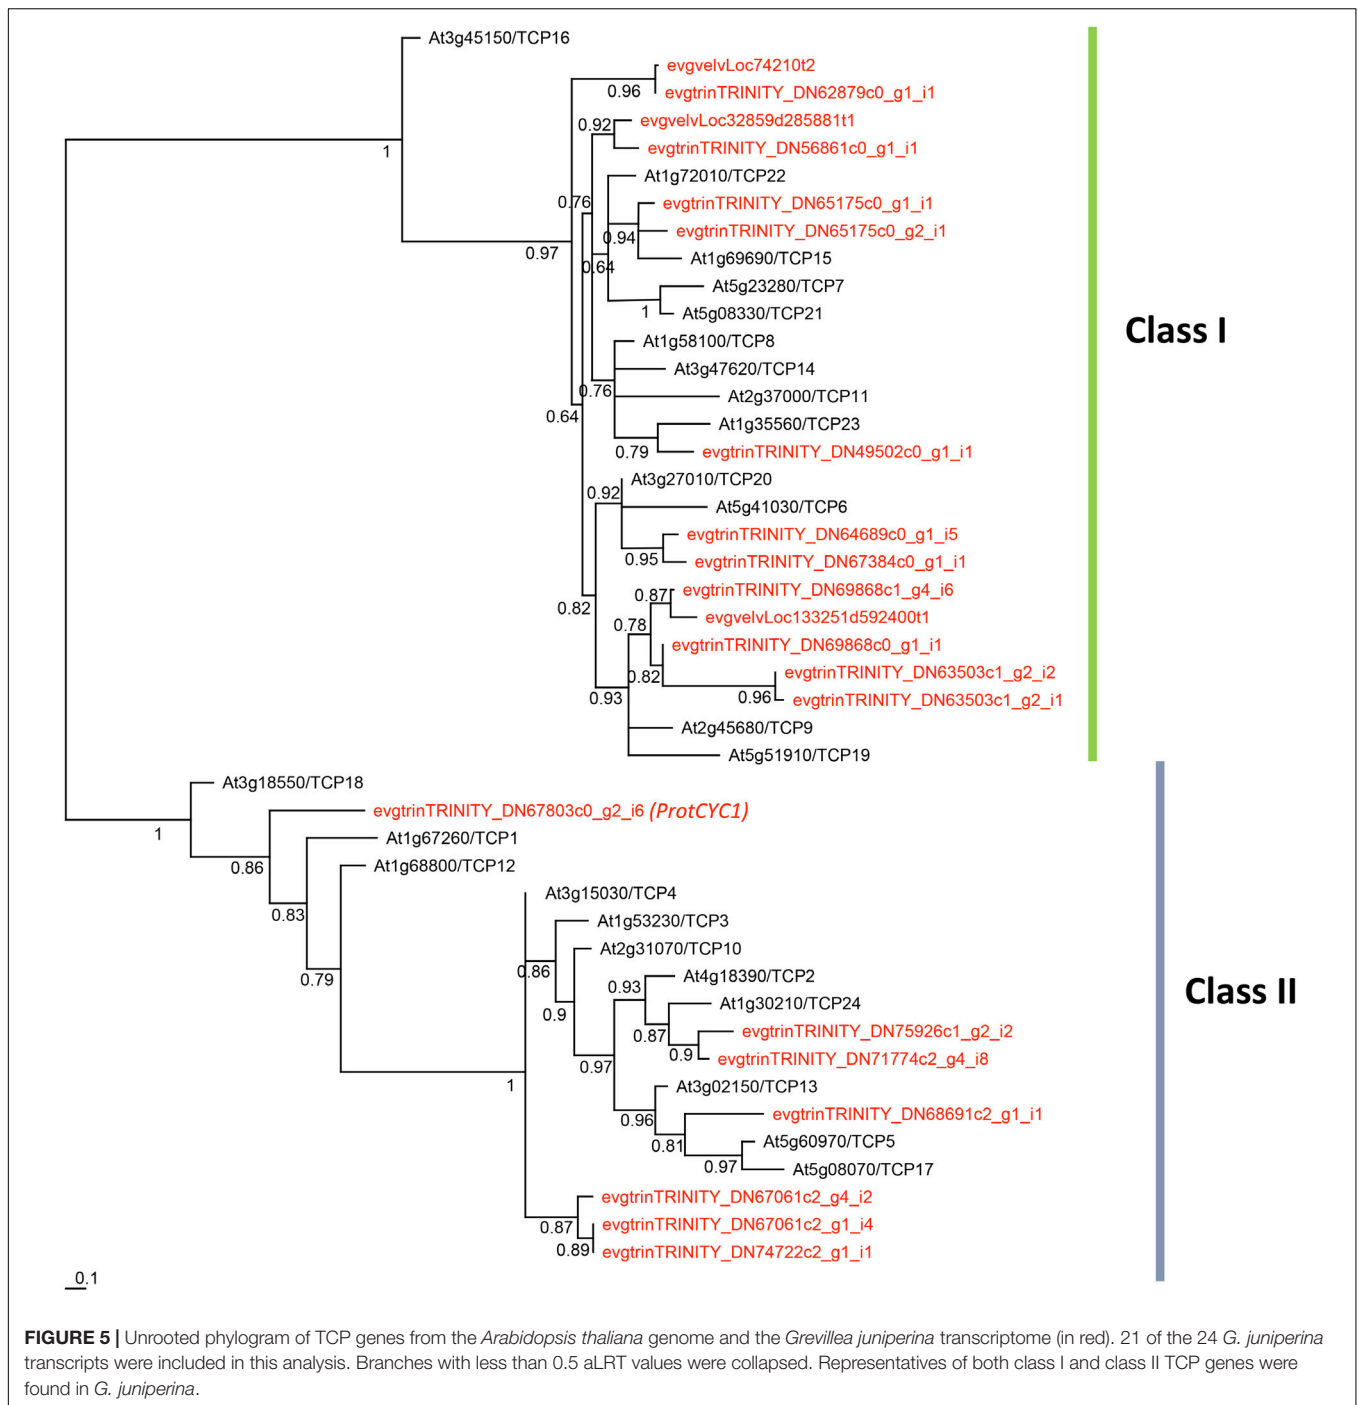 At3g45150/TCP16
evgvelvLoc74210t2
0.96
evgtrinTRINITY_DN62879c0_g1_i1
0.92
evgvelvLoc32859d285881t1
1
evgtrinTRINITY_DN56861c0_g1_i1
At1g72010/TCP22
0.76
evgtrinTRINITY_DN65175c0_g1_i1
evgtrinTRINITY_DN65175c0_g2_i1
0.94
0.97
At1g69690/TCP15
0.64
At5g23280/TCP7
1
At5g08330/TCP21
Class I
At1g58100/TCP8
At3g47620/TCP14
0.76
At2g37000/TCP11
0.64
At1g35560/TCP23
0.79
evgtrinTRINITY_DN49502c0_g1_i1
At3g27010/TCP20
0.92
At5g41030/TCP6
evgtrinTRINITY_DN64689c0_g1_i5
0.95
evgtrinTRINITY_DN67384c0_g1_i1
evgtrinTRINITY_DN69868c1_g4_i6
0.87
0.82
evgvelvLoc133251d592400t1
0.78
evgtrinTRINITY_DN69868c0_g1_i1
0.82
evgtrinTRINITY_DN63503c1_g2_i2
0.93
0.96
evgtrinTRINITY_DN63503c1_g2_i1
At2g45680/TCP9
At5g51910/TCP19
At3g18550/TCP18
evgtrinTRINITY_DN67803c0_g2_i6 (ProtCYC1)
1
At1g67260/TCP1
0.86
At1g68800/TCP12
At3g15030/TCP4
0.83
At1g53230/TCP3
At2g31070/TCP10
0.86
At4g18390/TCP2
0.79
0.93
At1g30210/TCP24
Class II
0.9
evgtrinTRINITY_DN75926c1_g2_i2
0.87
0.9
evgtrinTRINITY_DN71774c2_g4_i8
0.97
1
At3g02150/TCP13
evgtrinTRINITY_DN68691c2_g1_i1
0.96
At5g60970/TCP5
0.81
0.97
At5g08070/TCP17
evgtrinTRINITY_DN67061c2_g4_i2
0.87
evgtrinTRINITY_DN67061c2_g1_i4
0.89
evgtrinTRINITY_DN74722c2_g1_i1
0.1
FIGURE 5 | Unrooted phylogram of TCP genes from the Arabidopsis thaliana genome and the Grevillea juniperina transcriptome (in red). 21 of the 24 G. juniperina
transcripts were included in this analysis. Branches with less than 0.5 aLRT values were collapsed. Representatives of both class I and class II TCP genes were
found in G. juniperina.